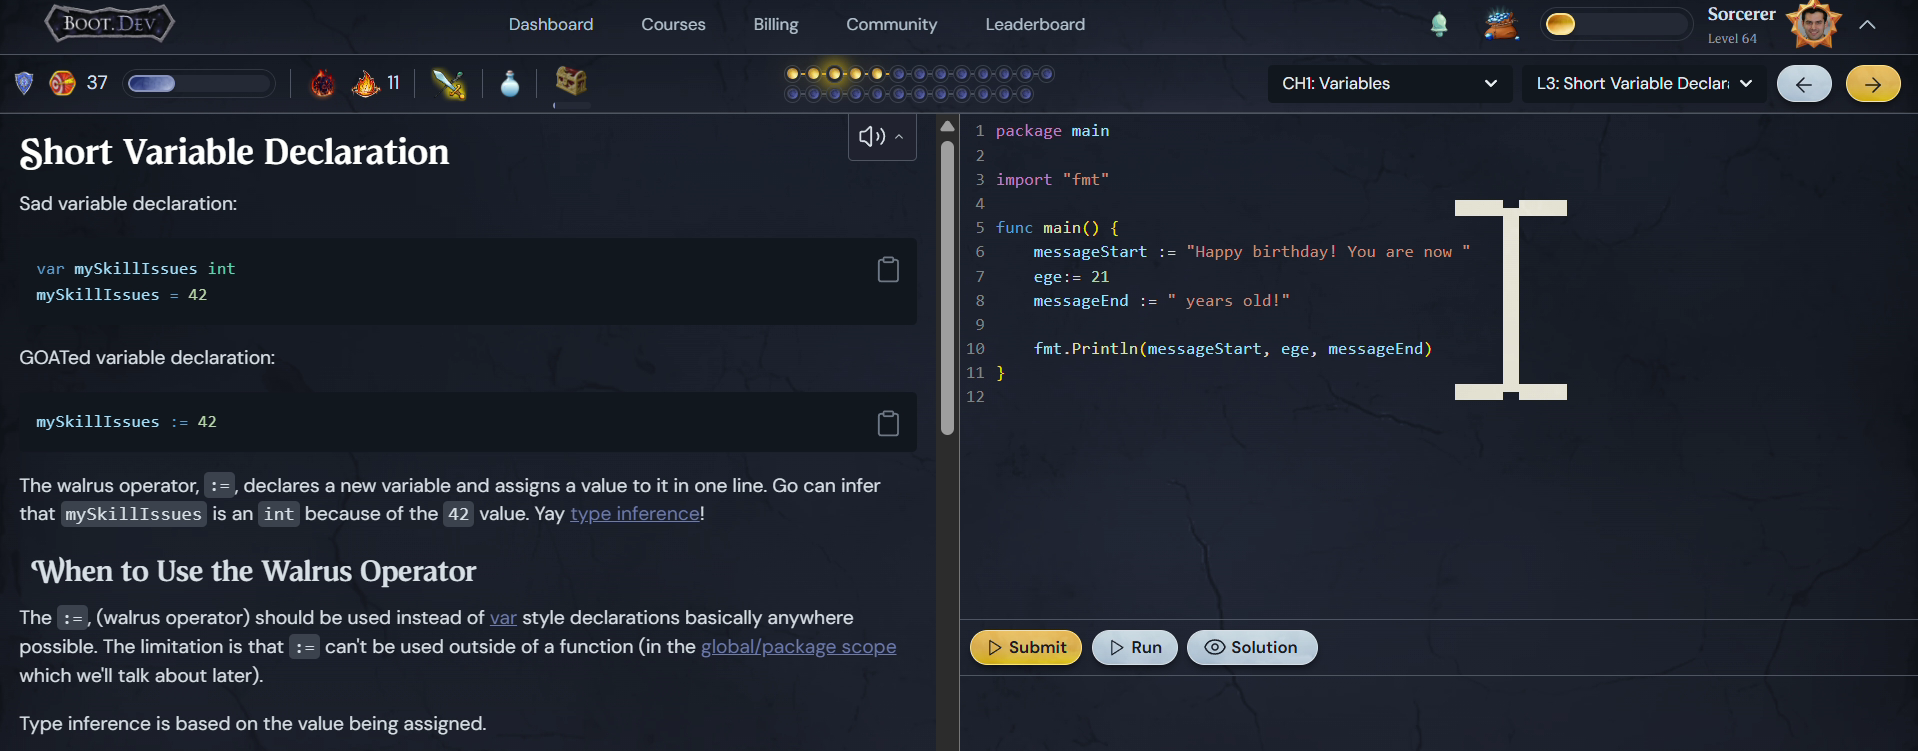 BOOT.DEV
Dashboard
Courses
Billing
Community
Leaderboard
Sorcerer
Level 64
37
11
CH1: Variables
L3: Short Variable Declar
Short Variable Declaration
Sad variable declaration:
var mySkillIssues int
mySkillIssues = 42
GOATed variable declaration:
mySkillIssues := 42
The walrus operator, :=, declares a new variable and assigns a value to it in one line. Go can infer
that mySkillIssues is an int because of the 42 value. Yay type inference!
When to Use the Walrus Operator
The :=, (walrus operator) should be used instead of var style declarations basically anywhere
possible. The limitation is that := can't be used outside of a function (in the global/package scope
which we'll talk about later).
Type inference is based on the value being assigned.
1 package main
2
3 import "fmt"
4
5 func main() {
6 messageStart := "Happy birthday! You are now "
7 ege:= 21
8 messageEnd := " years old!"
9
10 fmt.Println(messageStart, ege, messageEnd)
11 }
12
Submit
Run
Solution